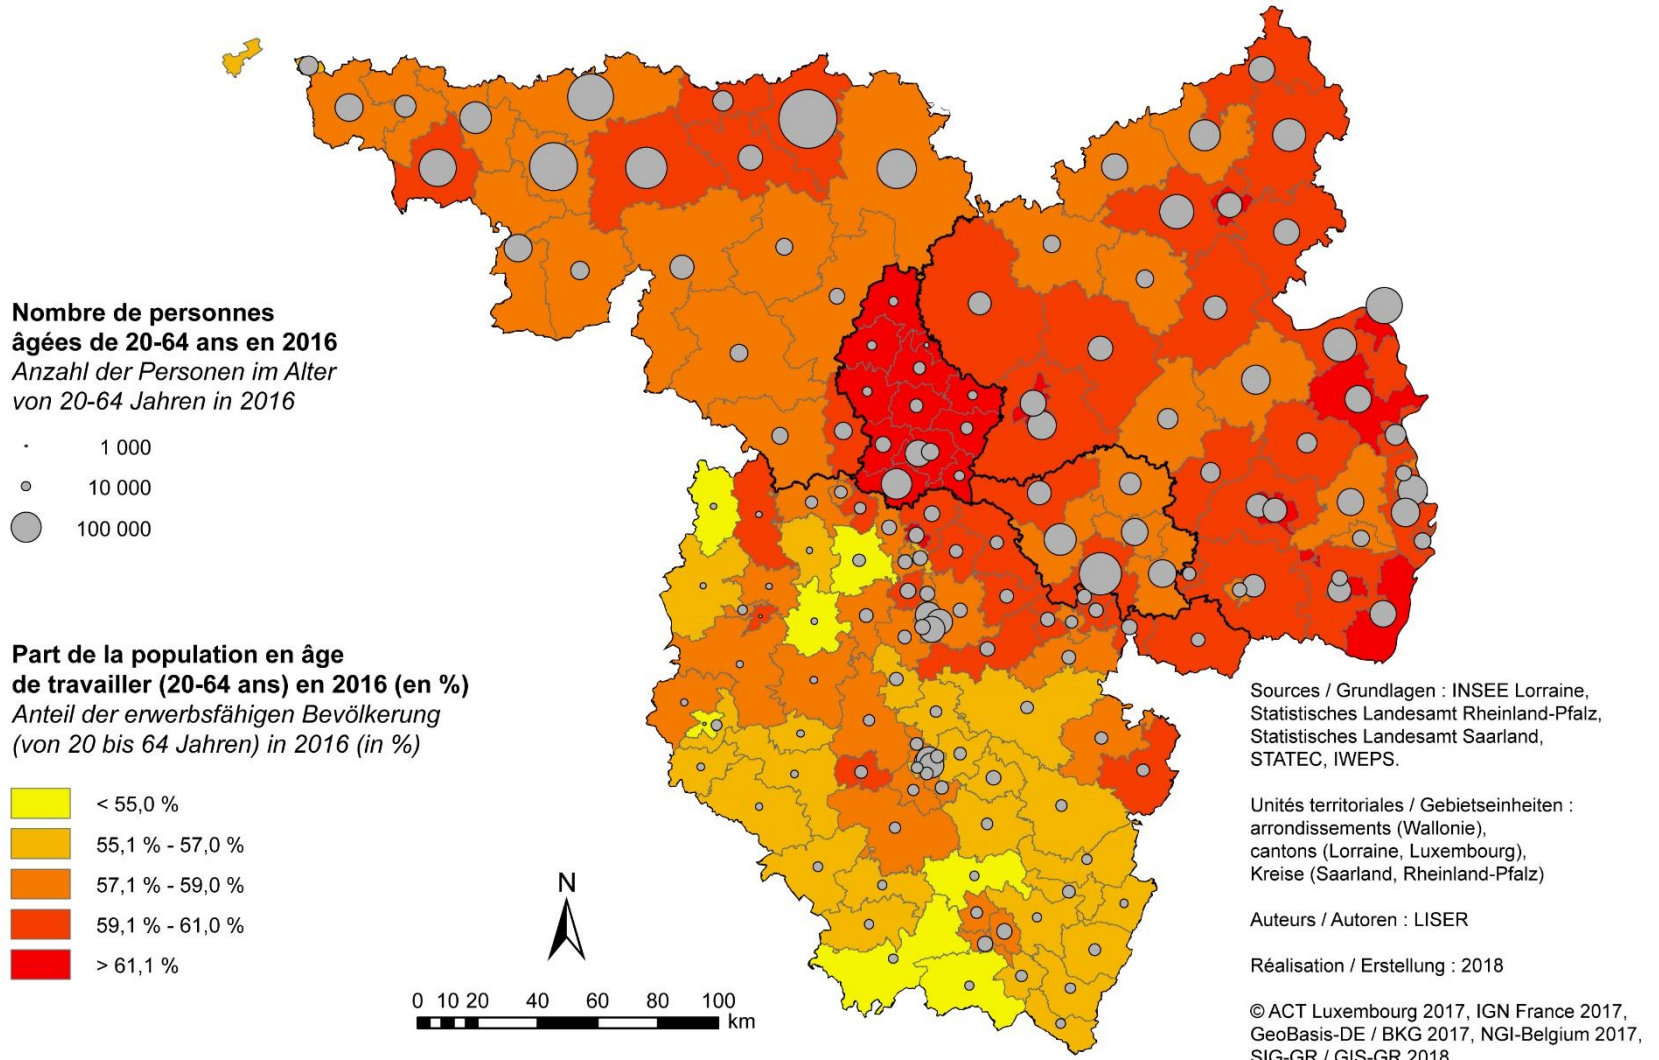 Nombre de personnes
âgées de 20-64 ans en 2016
Anzahl der Personen im Alter
von 20-64 Jahren in 2016
1 000
10 000
100 000
Part de la population en âge
de travailler (20-64 ans) en 2016 (en %)
Anteil der erwerbsfähigen Bevölkerung
(von 20 bis 64 Jahren) in 2016 (in %)
< 55,0 %
55,1 % - 57,0 %
57,1 % - 59,0 %
59,1 % - 61,0 %
> 61,1 %
N
0 10 20 40 60 80 100
km
Sources / Grundlagen : INSEE Lorraine,
Statistisches Landesamt Rheinland-Pfalz,
Statistisches Landesamt Saarland,
STATEC, IWEPS.
Unités territoriales / Gebietseinheiten :
arrondissements (Wallonie),
cantons (Lorraine, Luxembourg),
Kreise (Saarland, Rheinland-Pfalz)
Auteurs / Autoren : LISER
Réalisation / Erstellung : 2018
© ACT Luxembourg 2017, IGN France 2017,
GeoBasis-DE / BKG 2017, NGI-Belgium 2017,
SIG-GR / GIS-GR 2018